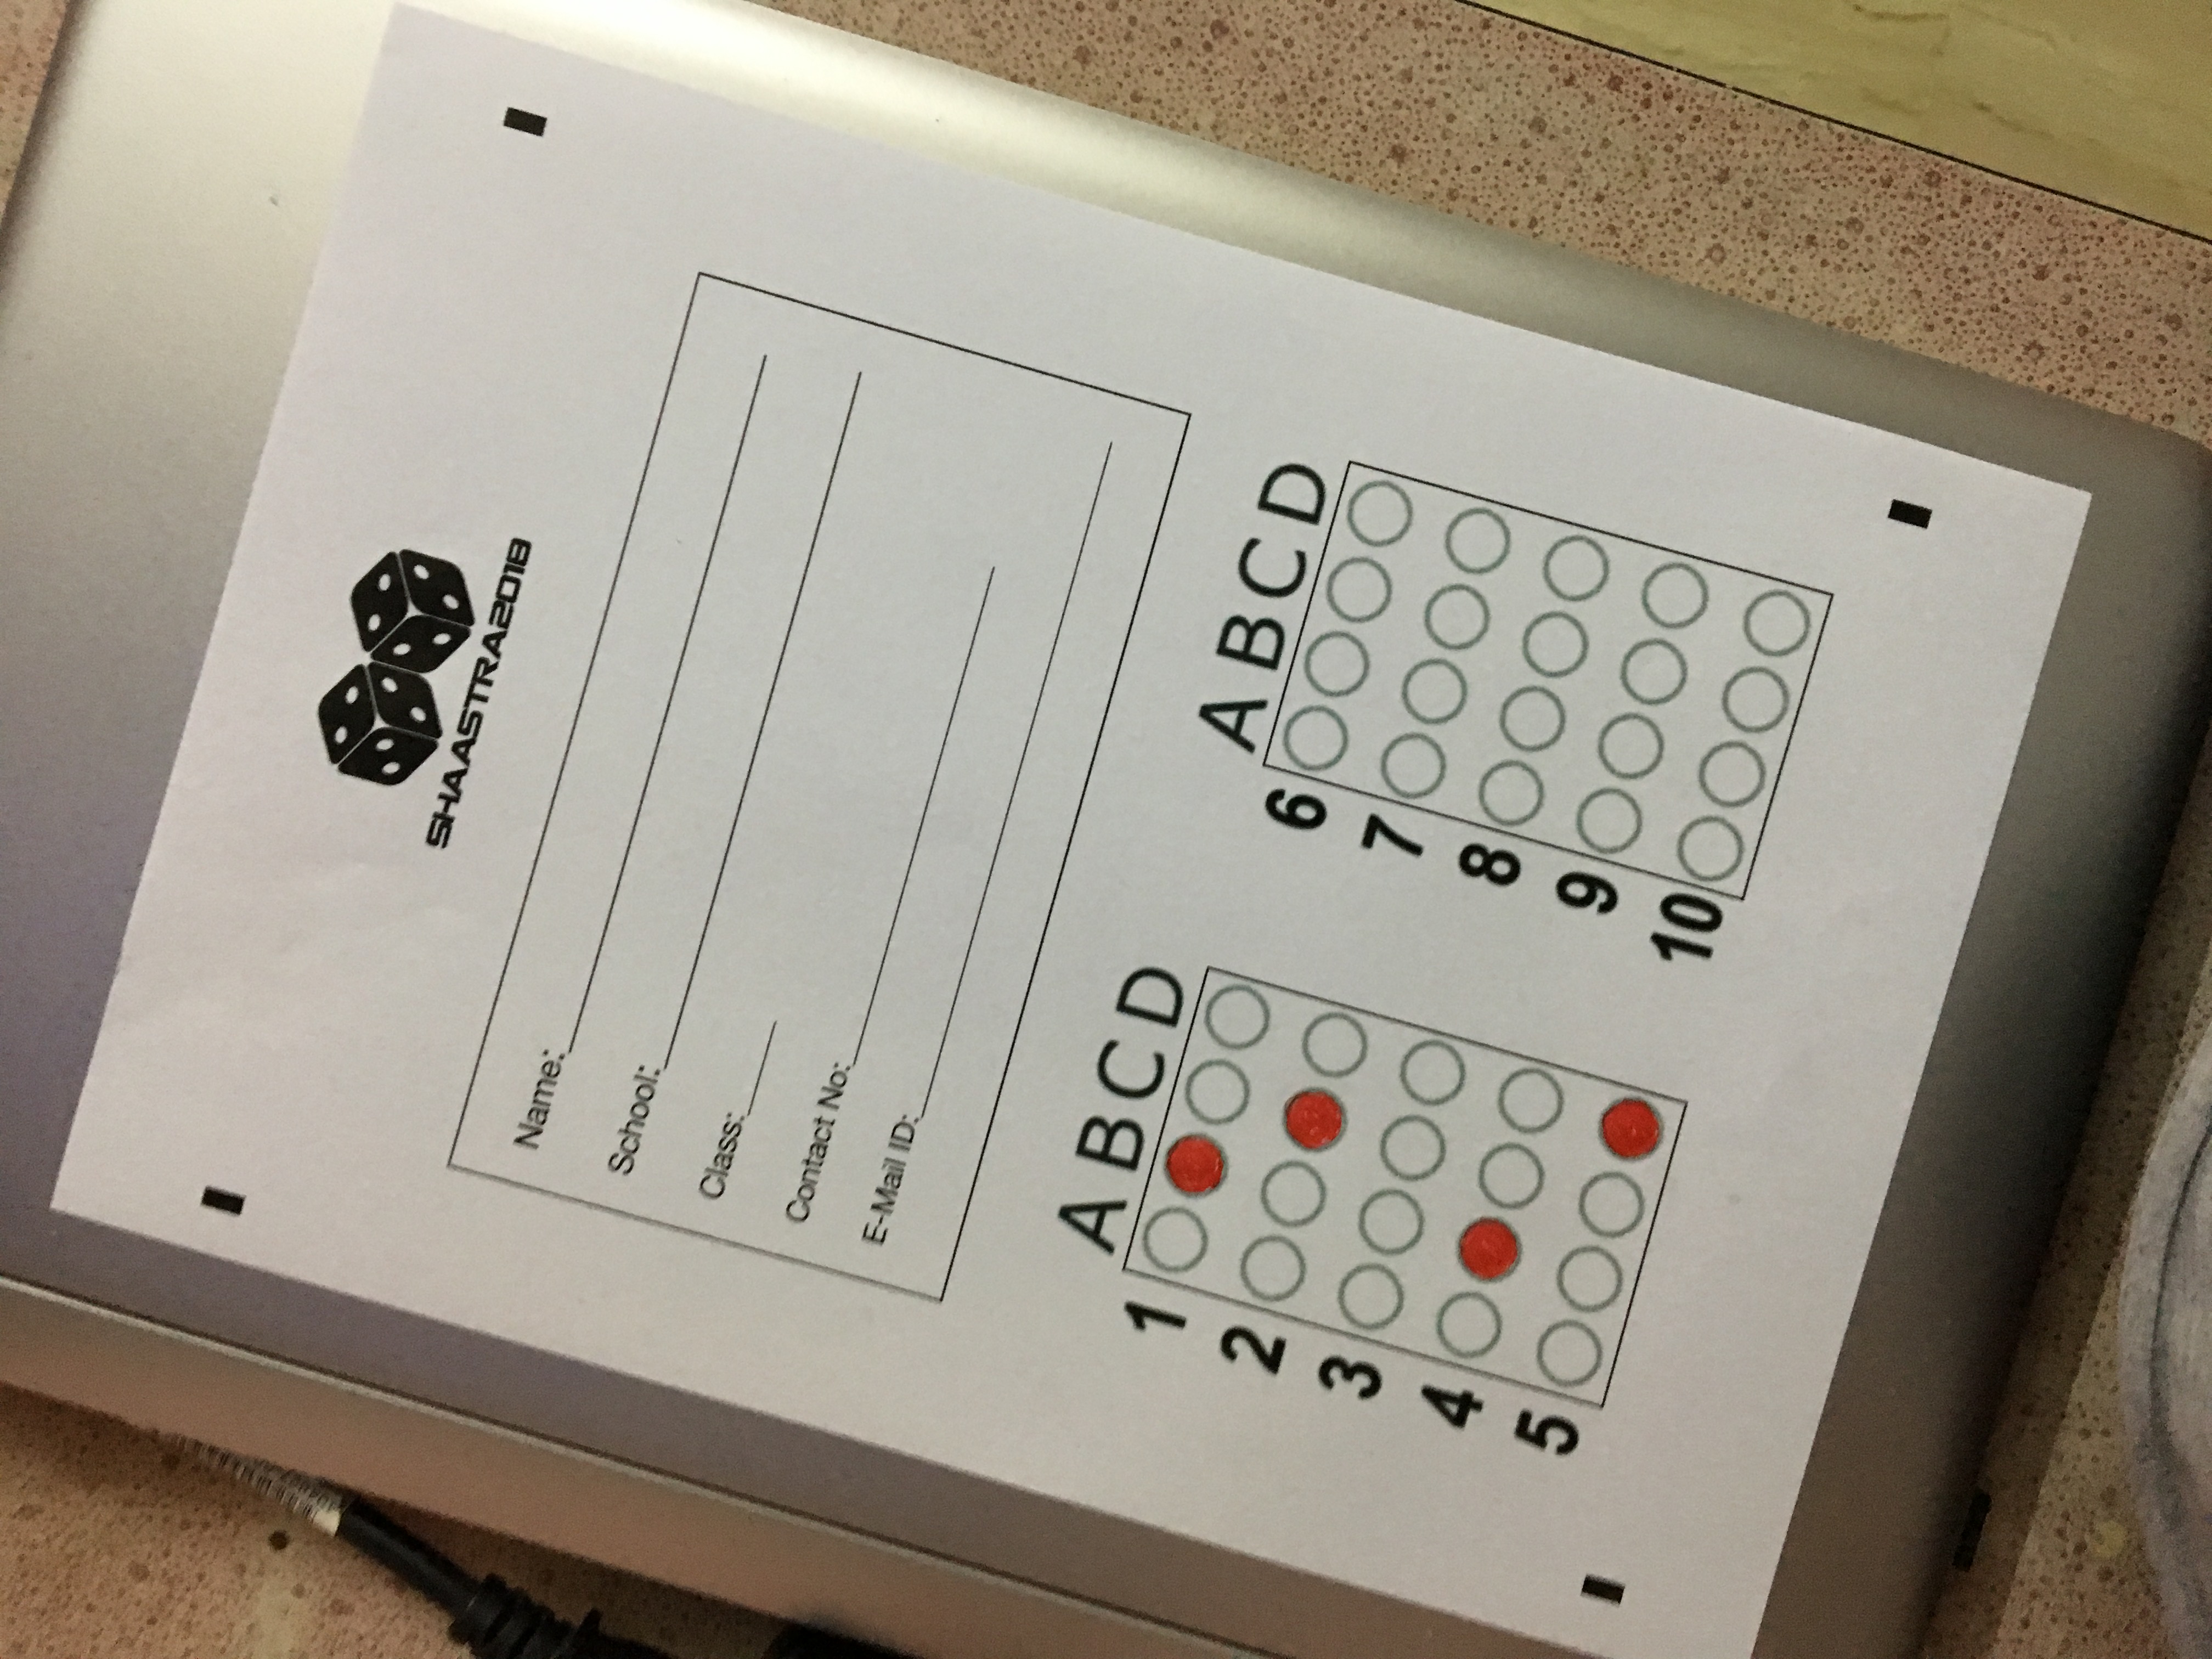 SHAASTRA2018
Name:
School:
Class:
Contact No:
E-Mail ID:
A B C D
1
2
3
4
5
A B C D
6
7
8
9
10